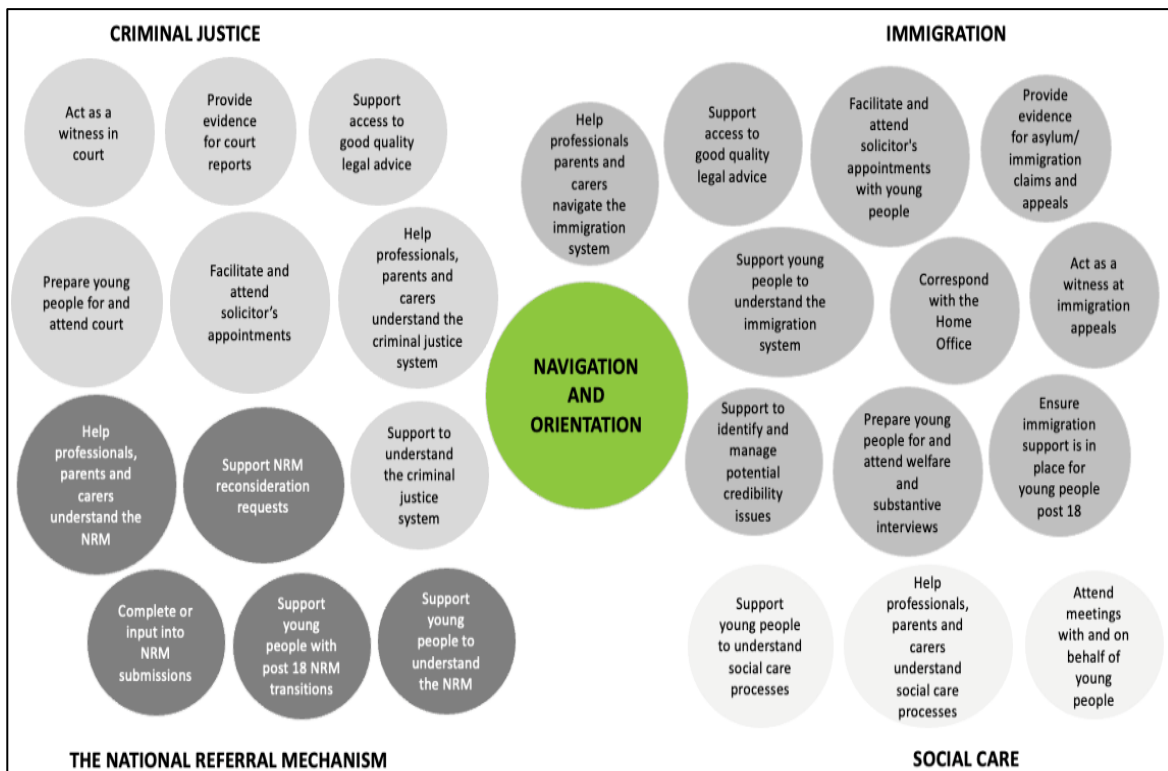 CRIMINAL JUSTICE
Act as a
witness in
court
Provide
evidence
for court
reports
Support
access to
good quality
legal advice
Prepare young
people for and
attend court
Facilitate and
attend
solicitor’s
appointments
Help
professionals,
parents and
carers
understand the
criminal justice
system
Support to
understand
the criminal
justice
system
Help
professionals,
parents and
carers
understand the
NRM
Support NRM
reconsideration
requests
Complete or
input into
NRM
submissions
Support
young
people with
post 18 NRM
transitions
Support
young
people to
understand
the NRM
THE NATIONAL REFERRAL MECHANISM
NAVIGATION
AND
ORIENTATION
IMMIGRATION
Help
professionals
parents and
carers
navigate the
immigration
system
Support
access to
good quality
legal advice
Facilitate and
attend
solicitor's
appointments
with young
people
Provide
evidence
for asylum/
immigration
claims and
appeals
Support young
people to
understand the
immigration
system
Correspond
with the
Home
Office
Act as a
witness at
immigration
appeals
Support to
identify and
manage
potential
credibility
issues
Prepare young
people for and
attend welfare
and
substantive
interviews
Ensure
immigration
support is in
place for
young people
post 18
Support
young people
to understand
social care
processes
Help
professionals,
parents and
carers
understand
social care
processes
Attend
meetings
with and on
behalf of
young
people
SOCIAL CARE